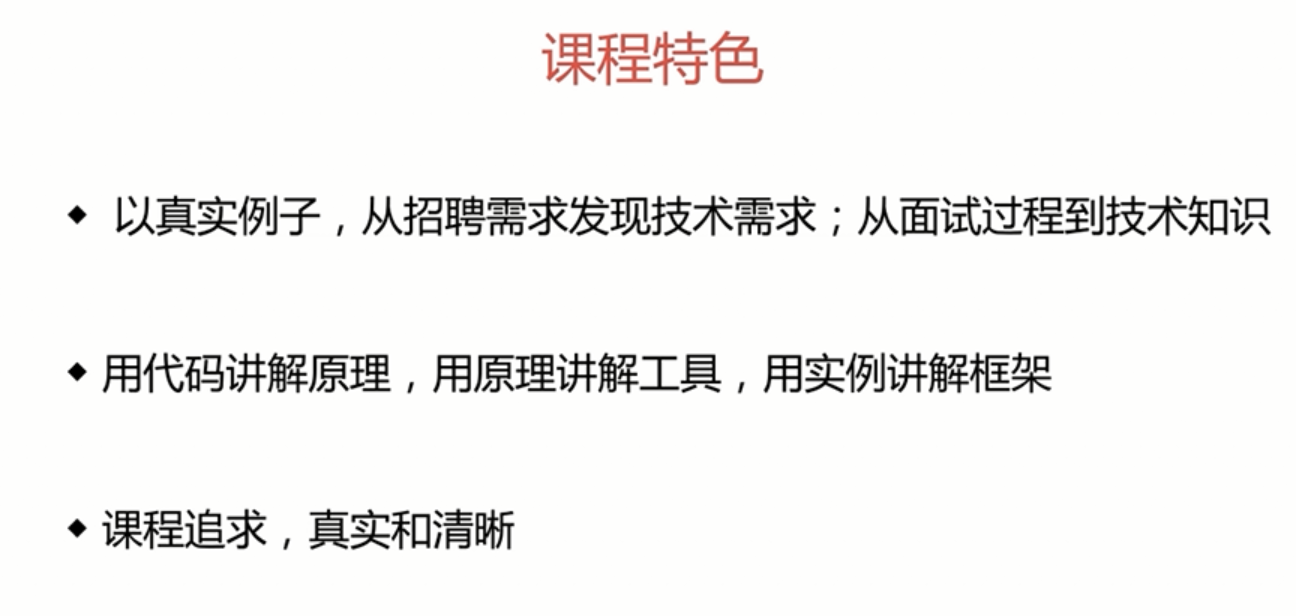 课程特色
◆ 以真实例子，从招聘需求发现技术需求；从面试过程到技术知识
◆ 用代码讲解原理，用原理讲解工具，用实例讲解框架
◆ 课程追求，真实和清晰